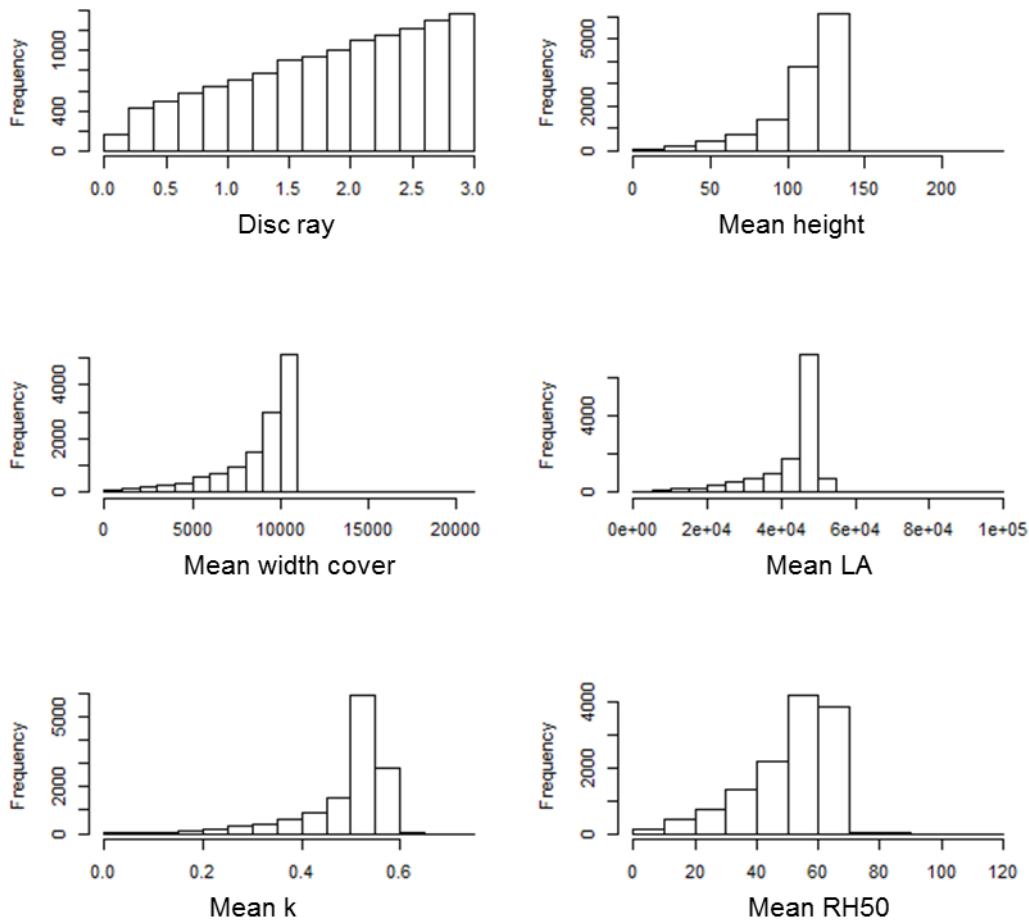 Frequency
0 400 1000
0.0 0.5 1.0 1.5 2.0 2.5 3.0
Disc ray
Frequency
0 2000 5000
0 50 100 150 200
Mean height
Frequency
0 2000 4000
0 5000 10000 15000 20000
Mean width cover
Frequency
0 4000
0e+00 2e+04 4e+04 6e+04 8e+04 1e+05
Mean LA
Frequency
0 2000 5000
0.0 0.2 0.4 0.6
Mean k
Frequency
0 2000 4000
0 20 40 60 80 100 120
Mean RH50